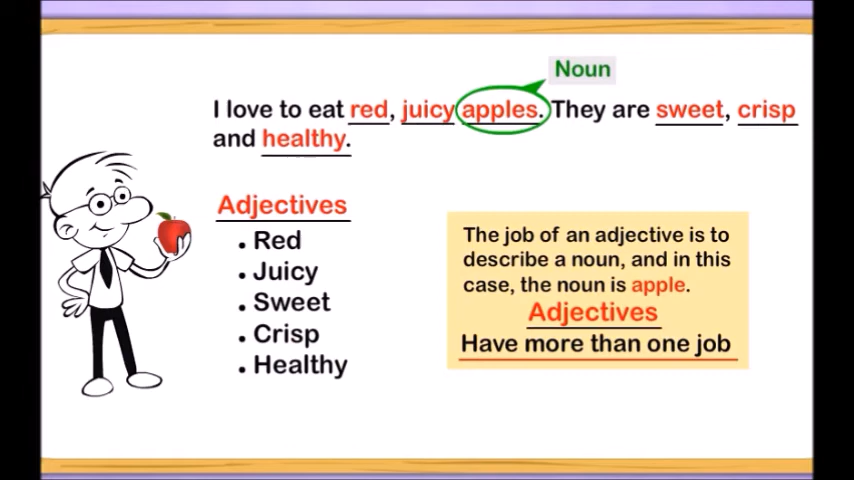 Noun
I love to eat red, juicy apples. They are sweet, crisp
and healthy.
Adjectives
• Red
• Juicy
• Sweet
• Crisp
• Healthy
The job of an adjective is to
describe a noun, and in this
case, the noun is apple.
Adjectives
Have more than one job